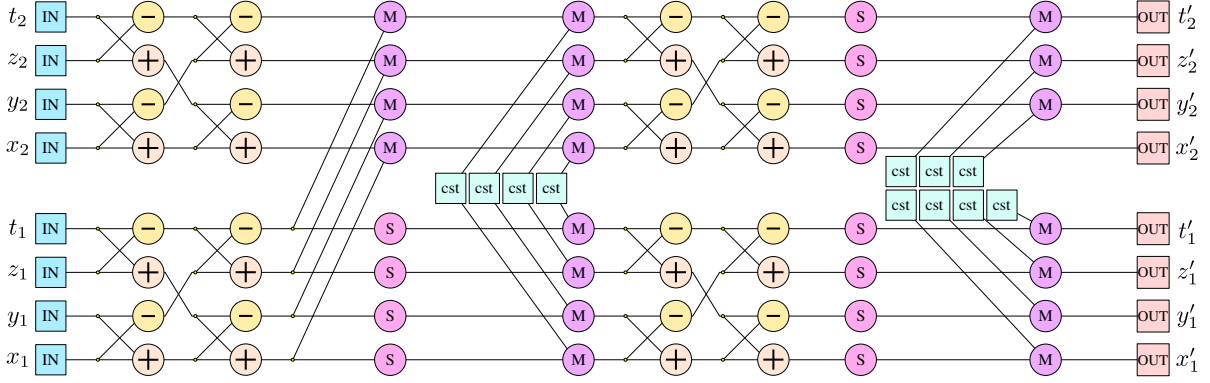 t₂ IN − − M M − − S M OUT t′₂
z₂ IN + + M M + + S M OUT z′₂
y₂ IN − − M M − − S M OUT y′₂
x₂ IN + + M M + + S OUT x′₂
cst cst cst
cst cst cst cst
cst cst cst cst
t₁ IN − − S M − − S M OUT t′₁
z₁ IN + + S M + + S M OUT z′₁
y₁ IN − − S M − − S M OUT y′₁
x₁ IN + + S M + + S M OUT x′₁